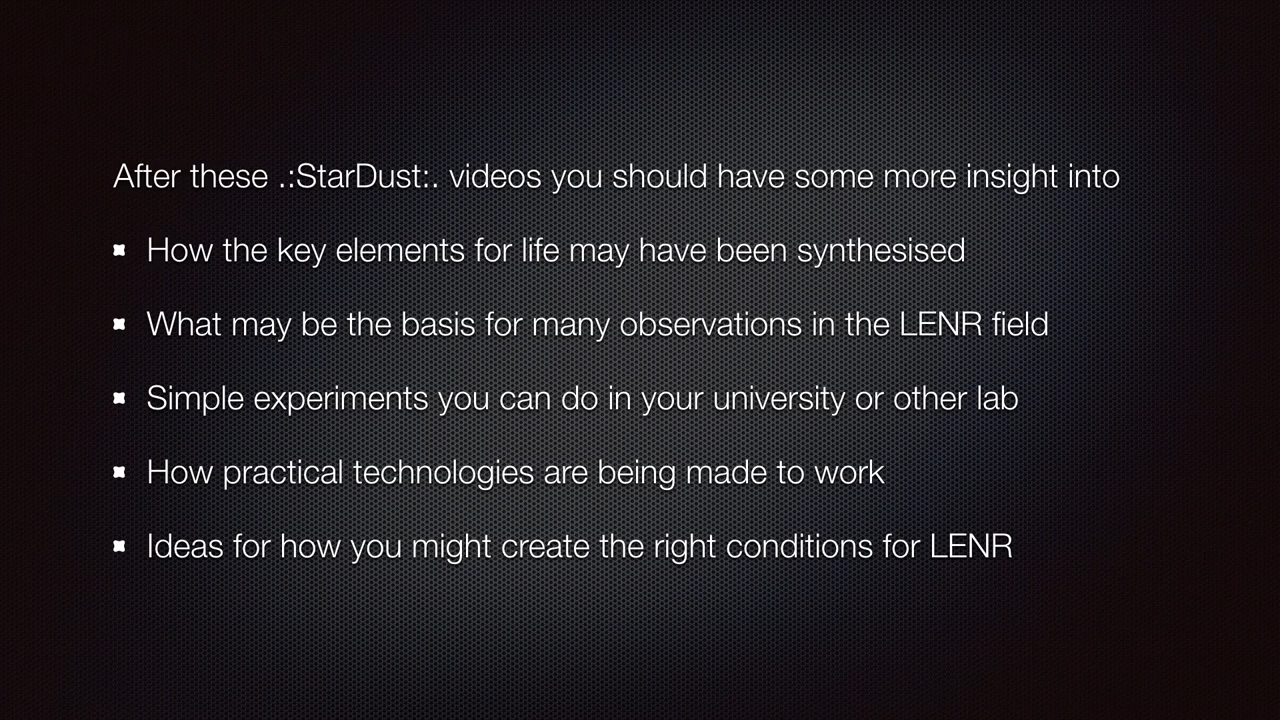 After these .:StarDust:. videos you should have some more insight into
How the key elements for life may have been synthesised
What may be the basis for many observations in the LENR field
Simple experiments you can do in your university or other lab
How practical technologies are being made to work
Ideas for how you might create the right conditions for LENR